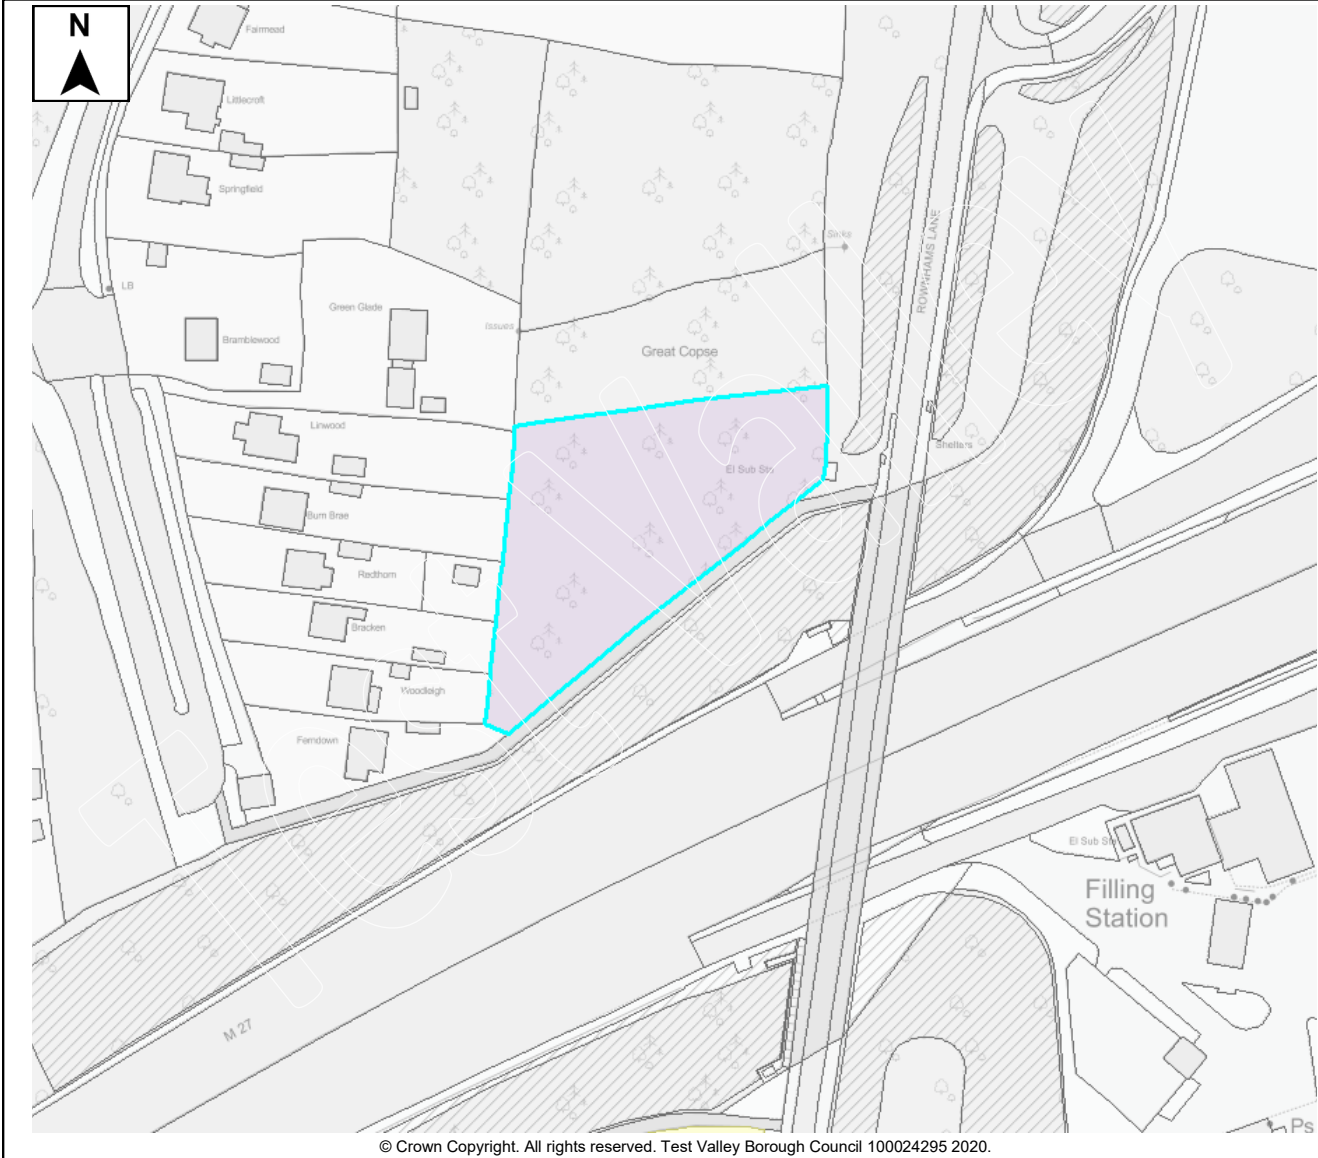 N
Fairmead
Littlecroft
Springfield
LB
Green Glade
Bramblewood
Issues
Sinks
ROWNHAMS LANE
Great Copse
Linwood
El Sub Sta
Shelters
Burn Brae
Redthorn
Bracken
Woodleigh
Ferndown
El Sub Sta
Filling
Station
M 27
Ps
© Crown Copyright. All rights reserved. Test Valley Borough Council 100024295 2020.